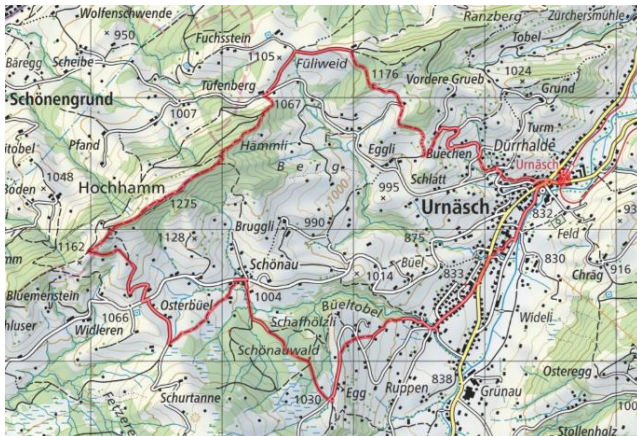 Wolfenschwende
950
Fuchsstein
1060
Ranzberg
Zürchersmühle
Bäregg
Scheibe
1105
Füliweid
Tobel
Schönengrund
Tüfenberg
1176
Vordere Grueb
1024
Grund
1007
1067
Pfand
Hämmli
Eggli
Buechen
Turm
Dürrhalde
Berg
Schlatt
Urnäsch
1048
Hochhamm
995
1000
1275
Urnäsch
832
Bruggli
990
875
Feld
1162
1128
Schönau
1014
Büel
833
830
Chräg
916
Bluemenstein
Osterbüel
1004
Büeltobel
1066
Widleren
Schafhölzli
Wideli
Schönauwald
838
Osteregg
Schurtanne
1030
Egg
Ruppen
Grünau
Stollenholz